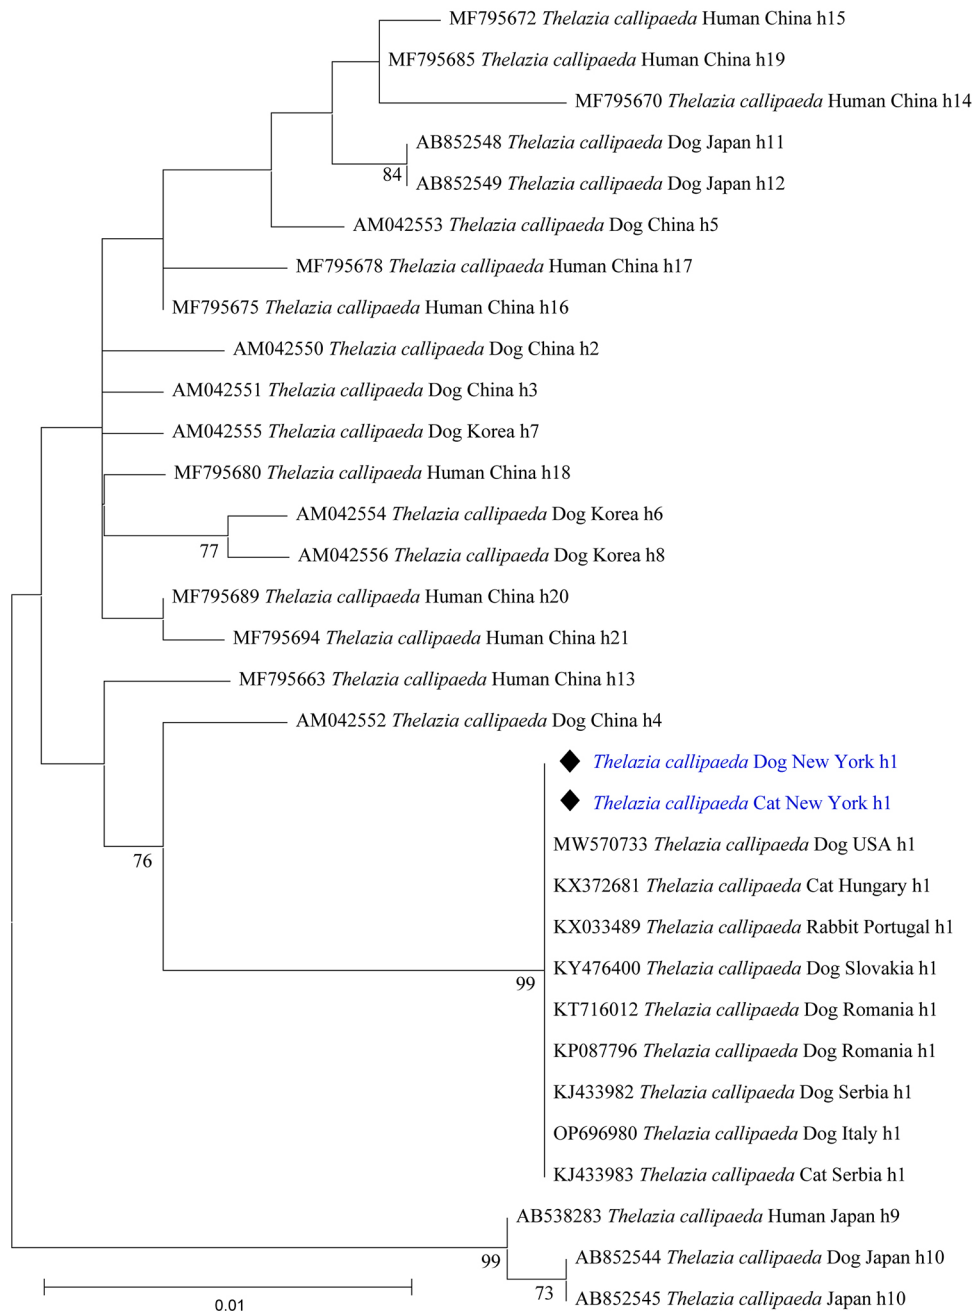 MF795672 Thelazia callipaeda Human China h15
MF795685 Thelazia callipaeda Human China h19
MF795670 Thelazia callipaeda Human China h14
AB852548 Thelazia callipaeda Dog Japan h11
84
AB852549 Thelazia callipaeda Dog Japan h12
AM042553 Thelazia callipaeda Dog China h5
MF795678 Thelazia callipaeda Human China h17
MF795675 Thelazia callipaeda Human China h16
AM042550 Thelazia callipaeda Dog China h2
AM042551 Thelazia callipaeda Dog China h3
AM042555 Thelazia callipaeda Dog Korea h7
MF795680 Thelazia callipaeda Human China h18
AM042554 Thelazia callipaeda Dog Korea h6
77
AM042556 Thelazia callipaeda Dog Korea h8
MF795689 Thelazia callipaeda Human China h20
MF795694 Thelazia callipaeda Human China h21
MF795663 Thelazia callipaeda Human China h13
AM042552 Thelazia callipaeda Dog China h4
Thelazia callipaeda Dog New York h1
Thelazia callipaeda Cat New York h1
MW570733 Thelazia callipaeda Dog USA h1
76
KX372681 Thelazia callipaeda Cat Hungary h1
KX033489 Thelazia callipaeda Rabbit Portugal h1
KY476400 Thelazia callipaeda Dog Slovakia h1
99
KT716012 Thelazia callipaeda Dog Romania h1
KP087796 Thelazia callipaeda Dog Romania h1
KJ433982 Thelazia callipaeda Dog Serbia h1
OP696980 Thelazia callipaeda Dog Italy h1
KJ433983 Thelazia callipaeda Cat Serbia h1
AB538283 Thelazia callipaeda Human Japan h9
99
AB852544 Thelazia callipaeda Dog Japan h10
73
AB852545 Thelazia callipaeda Japan h10
0.01